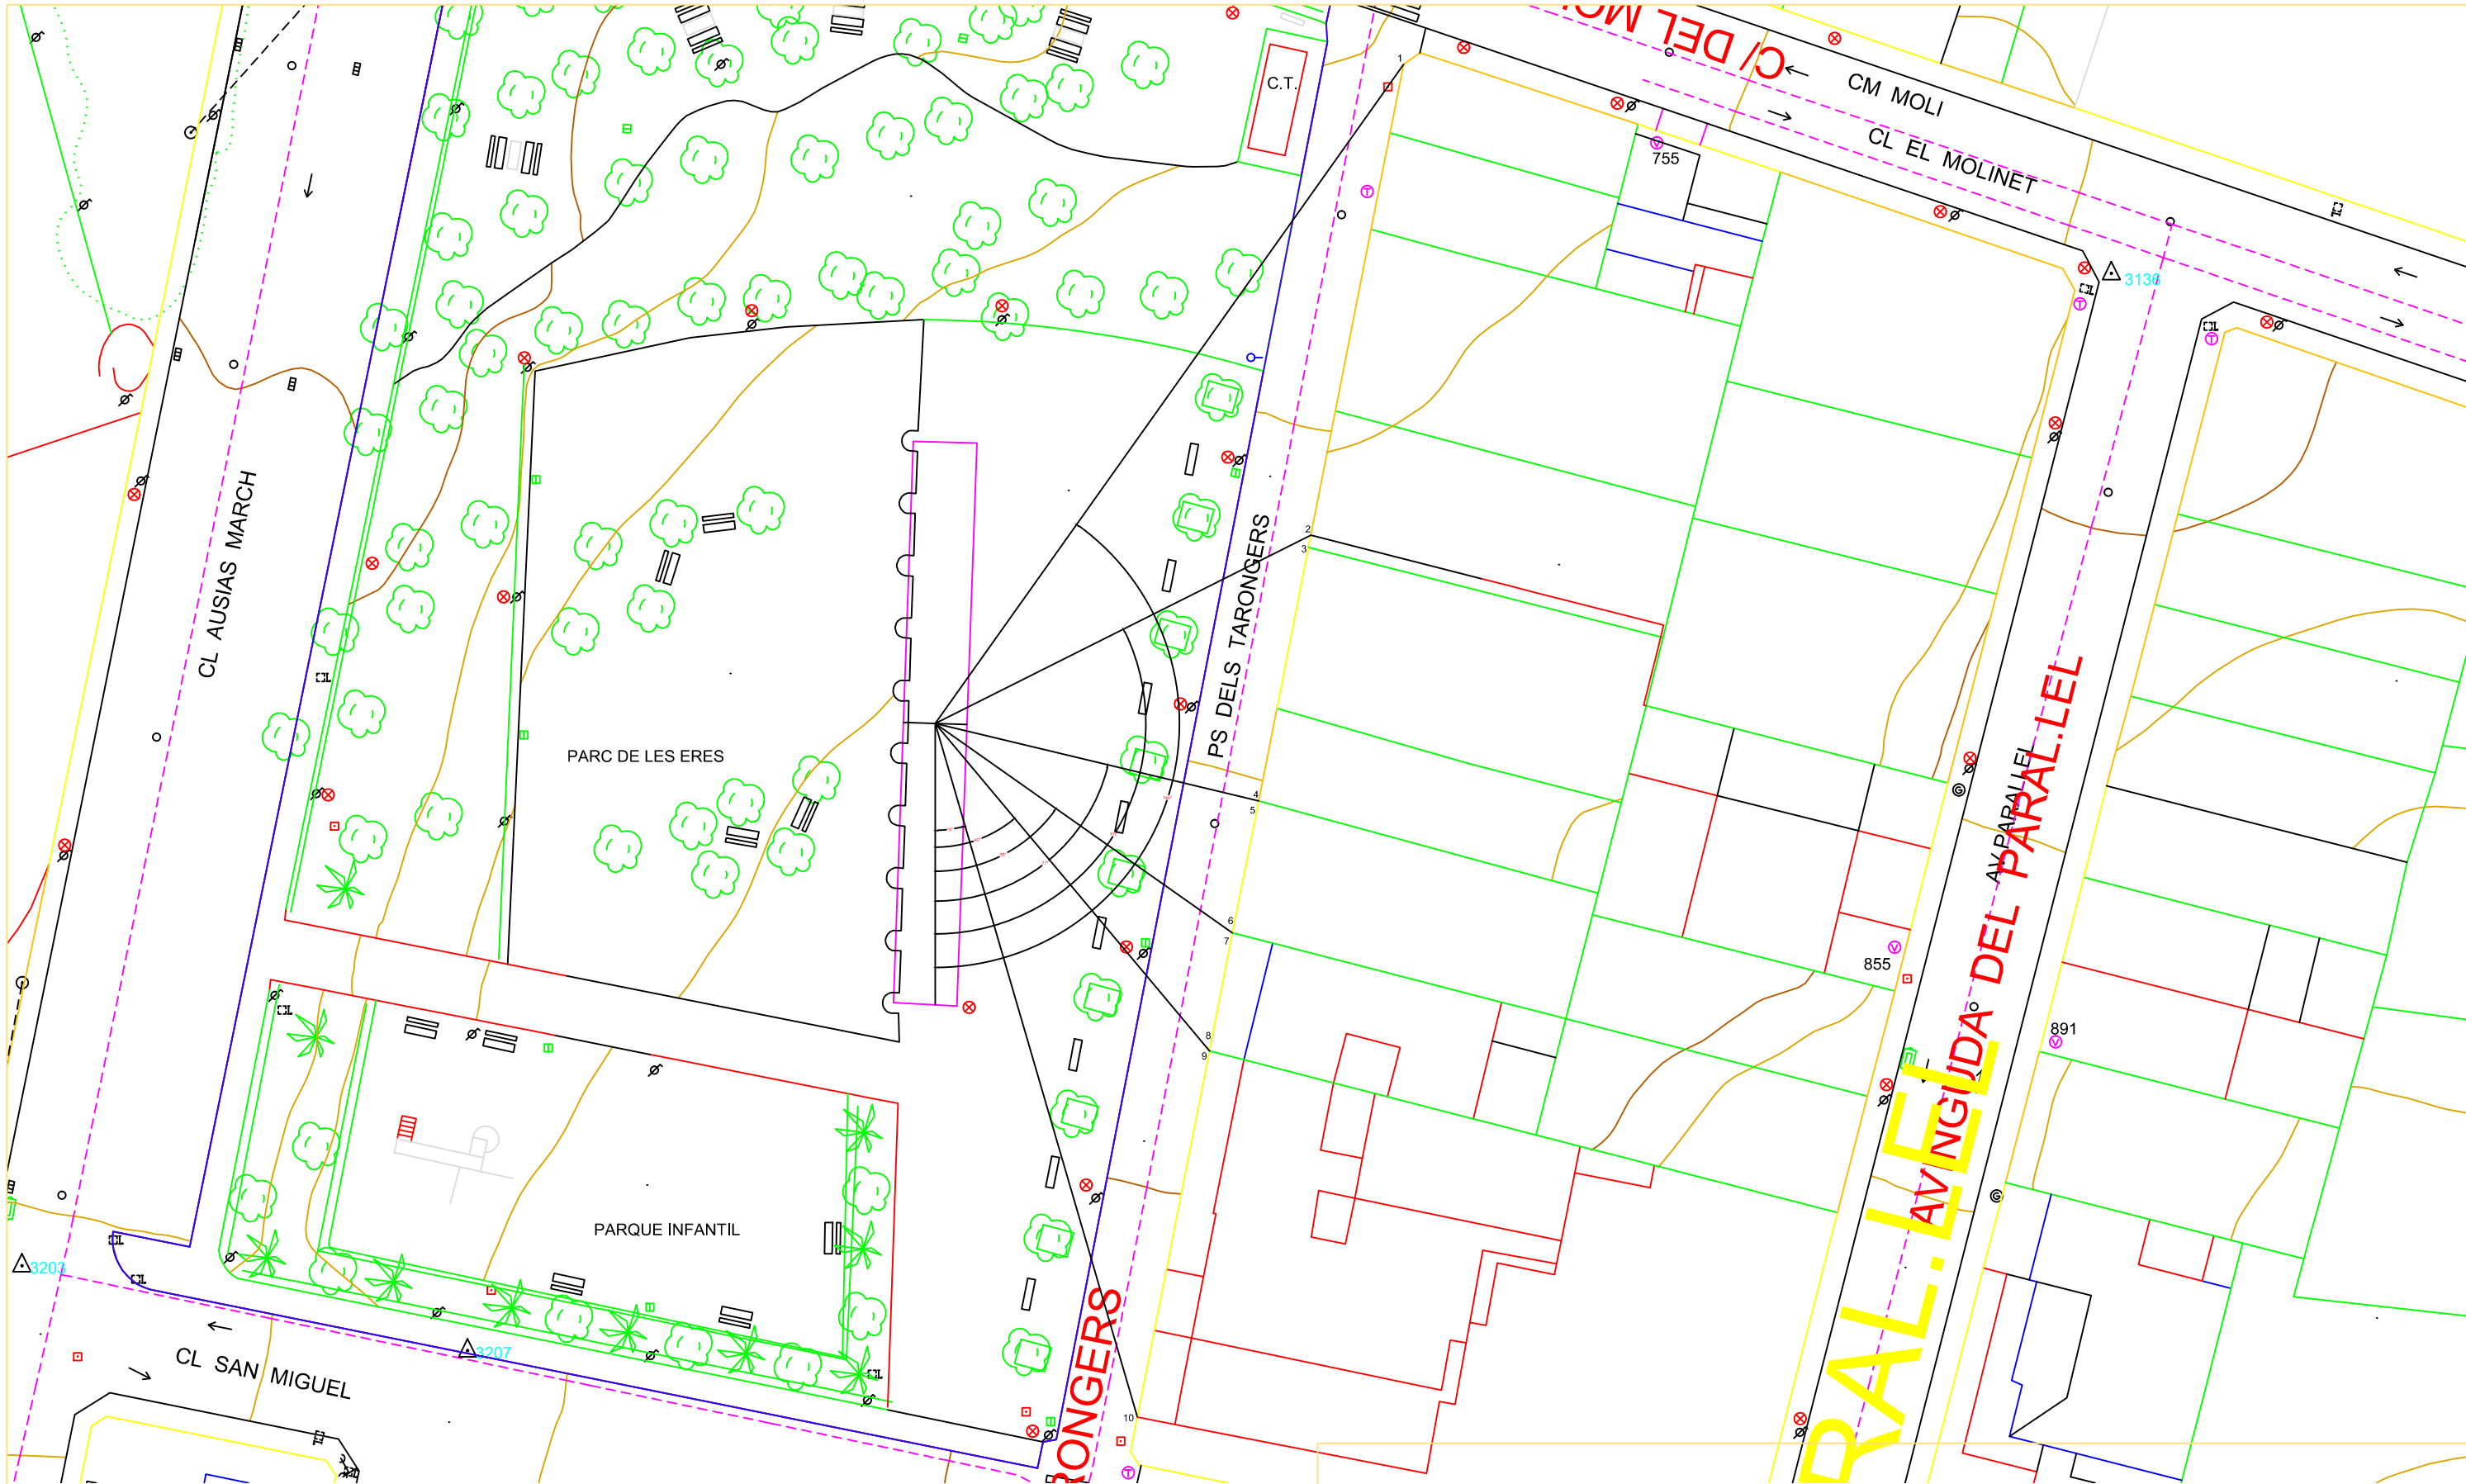 C/ DEL MOL
CM MOLI
CL EL MOLINET
C.T.
1
755
3136
CL AUSIAS MARCH
PS DELS TARONGERS
2
3
PARC DE LES ERES
4
5
6
7
8
9
10
AV.PARAL.LEL
AVINGUDA DEL PARAL.LEL
855
891
RAL.LEL
PARQUE INFANTIL
3203
3207
CL SAN MIGUEL
RONGERS